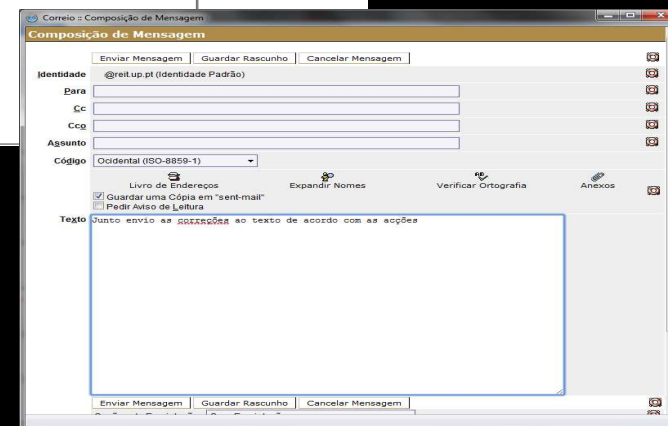 Correio :: Composição de Mensagem
Composição de Mensagem
Enviar Mensagem Guardar Rascunho Cancelar Mensagem
Identidade @reit.up.pt (Identidade Padrão)
Para
Cc
Cco
Assunto
Código Ocidental (ISO-8859-1)
Livro de Endereços Expandir Nomes Verificar Ortografia Anexos
Guardar uma Cópia em "sent-mail"
Pedir Aviso de Leitura
Texto Junto envio as correções ao texto de acordo com as acções
Enviar Mensagem Guardar Rascunho Cancelar Mensagem